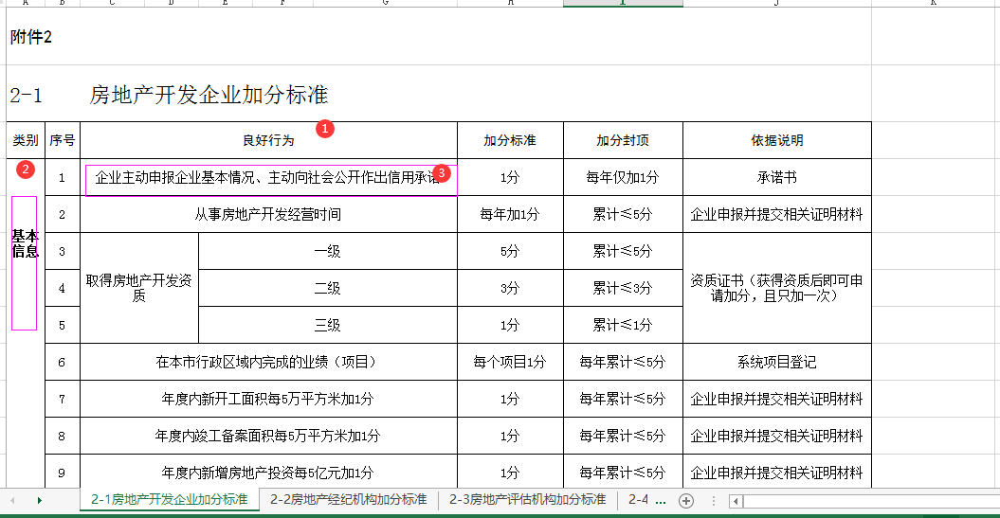 A B C D E F G H I J K
附件2
2-1 房地产开发企业加分标准
类别 序号 良好行为 1 加分标准 加分封顶 依据说明
2
基本
信息
1 企业主动申报企业基本情况、主动向社会公开作出信用承诺 3 1分 每年仅加1分 承诺书
2 从事房地产开发经营时间 每年加1分 累计≤5分 企业申报并提交相关证明材料
取得房地产开发资
质
3 一级 5分 累计≤5分
4 二级 3分 累计≤3分
5 三级 1分 累计≤1分
资质证书（获得资质后即可申
请加分，且只加一次）
6 在本市行政区域内完成的业绩（项目） 每个项目1分 每年累计≤5分 系统项目登记
7 年度内新开工面积每5万平方米加1分 1分 每年累计≤5分 企业申报并提交相关证明材料
8 年度内竣工备案面积每5万平方米加1分 1分 每年累计≤5分 企业申报并提交相关证明材料
9 年度内新增房地产投资每5亿元加1分 1分 每年累计≤5分 企业申报并提交相关证明材料
2-1房地产开发企业加分标准 2-2房地产经纪机构加分标准 2-3房地产评估机构加分标准 2-4 ...